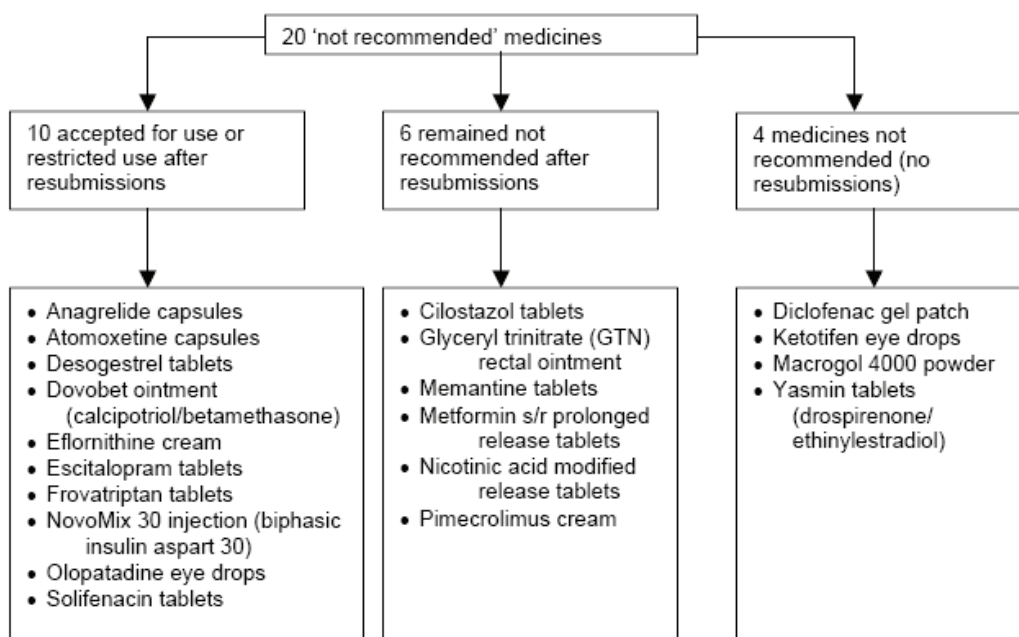 20 ‘not recommended’ medicines
10 accepted for use or
restricted use after
resubmissions
6 remained not
recommended after
resubmissions
4 medicines not
recommended (no
resubmissions)
• Anagrelide capsules
• Atomoxetine capsules
• Desogestrel tablets
• Dovobet ointment
(calcipotriol/betamethasone)
• Eflornithine cream
• Escitalopram tablets
• Frovatriptan tablets
• NovoMix 30 injection (biphasic
insulin aspart 30)
• Olopatadine eye drops
• Solifenacin tablets
• Cilostazol tablets
• Glyceryl trinitrate (GTN)
rectal ointment
• Memantine tablets
• Metformin s/r prolonged
release tablets
• Nicotinic acid modified
release tablets
• Pimecrolimus cream
• Diclofenac gel patch
• Ketotifen eye drops
• Macrogol 4000 powder
• Yasmin tablets
(drospirenone/
ethinylestradiol)